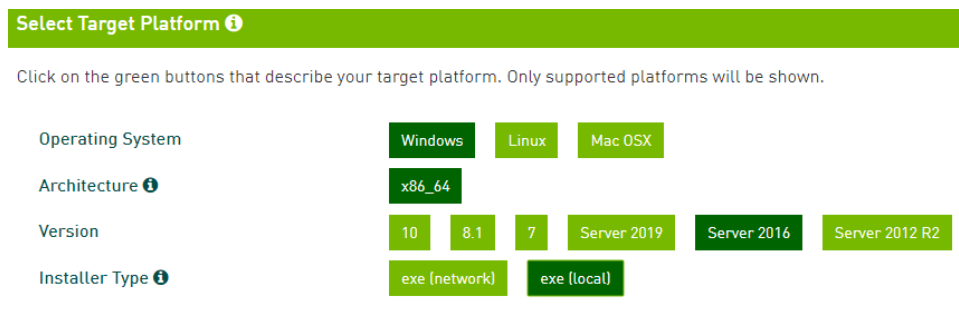 Select Target Platform
Click on the green buttons that describe your target platform. Only supported platforms will be shown.
Operating System Windows Linux Mac OSX
Architecture x86_64
Version 10 8.1 7 Server 2019 Server 2016 Server 2012 R2
Installer Type exe (network) exe (local)